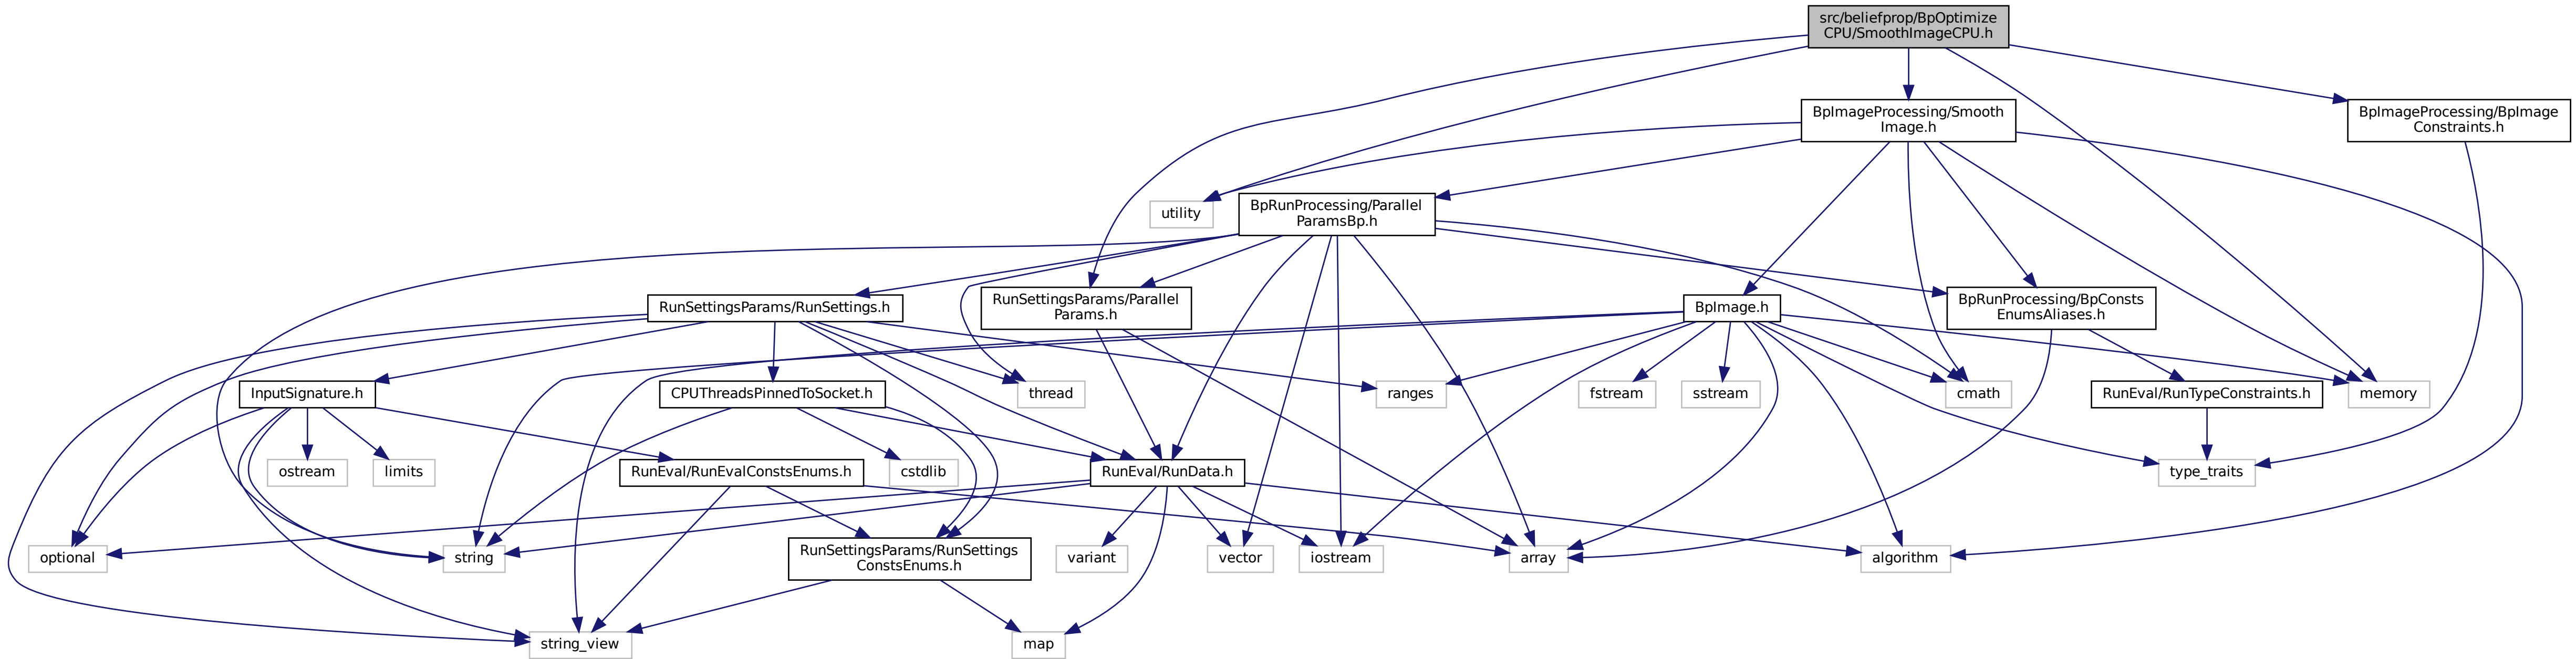 src/beliefprop/BpOptimize
CPU/SmoothImageCPU.h
BpImageProcessing/Smooth
Image.h
BpImageProcessing/BpImage
Constraints.h
utility
BpRunProcessing/Parallel
ParamsBp.h
RunSettingsParams/RunSettings.h
RunSettingsParams/Parallel
Params.h
BpImage.h
BpRunProcessing/BpConsts
EnumsAliases.h
InputSignature.h
CPUThreadsPinnedToSocket.h
thread
ranges
fstream
sstream
cmath
RunEval/RunTypeConstraints.h
memory
ostream
limits
RunEval/RunEvalConstsEnums.h
cstdlib
RunEval/RunData.h
type_traits
optional
string
RunSettingsParams/RunSettings
ConstsEnums.h
variant
vector
iostream
array
algorithm
string_view
map